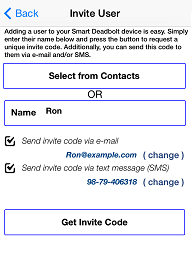 Back Invite User
Adding a user to your Smart Deadbolt device is easy. Simply
enter their name below and press the button to request a
unique invite code. Additionally, you can send this code to
them via e-mail and/or SMS.
Select from Contacts
OR
Name Ron
Send invite code via e-mail
Ron@example.com ( change )
Send invite code via text message (SMS)
98-79-406318 ( change )
Get Invite Code